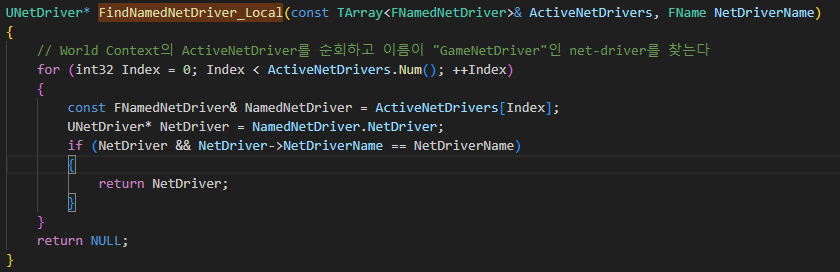 UNetDriver* FindNamedNetDriver_Local(const TArray<FNamedNetDriver>& ActiveNetDrivers, FName NetDriverName)
{
    // World Context의 ActiveNetDriver를 순회하고 이름이 "GameNetDriver"인 net-driver를 찾는다
    for (int32 Index = 0; Index < ActiveNetDrivers.Num(); ++Index)
    {
        const FNamedNetDriver& NamedNetDriver = ActiveNetDrivers[Index];
        UNetDriver* NetDriver = NamedNetDriver.NetDriver;
        if (NetDriver && NetDriver->NetDriverName == NetDriverName)
        {
            return NetDriver;
        }
    }
    return NULL;
}